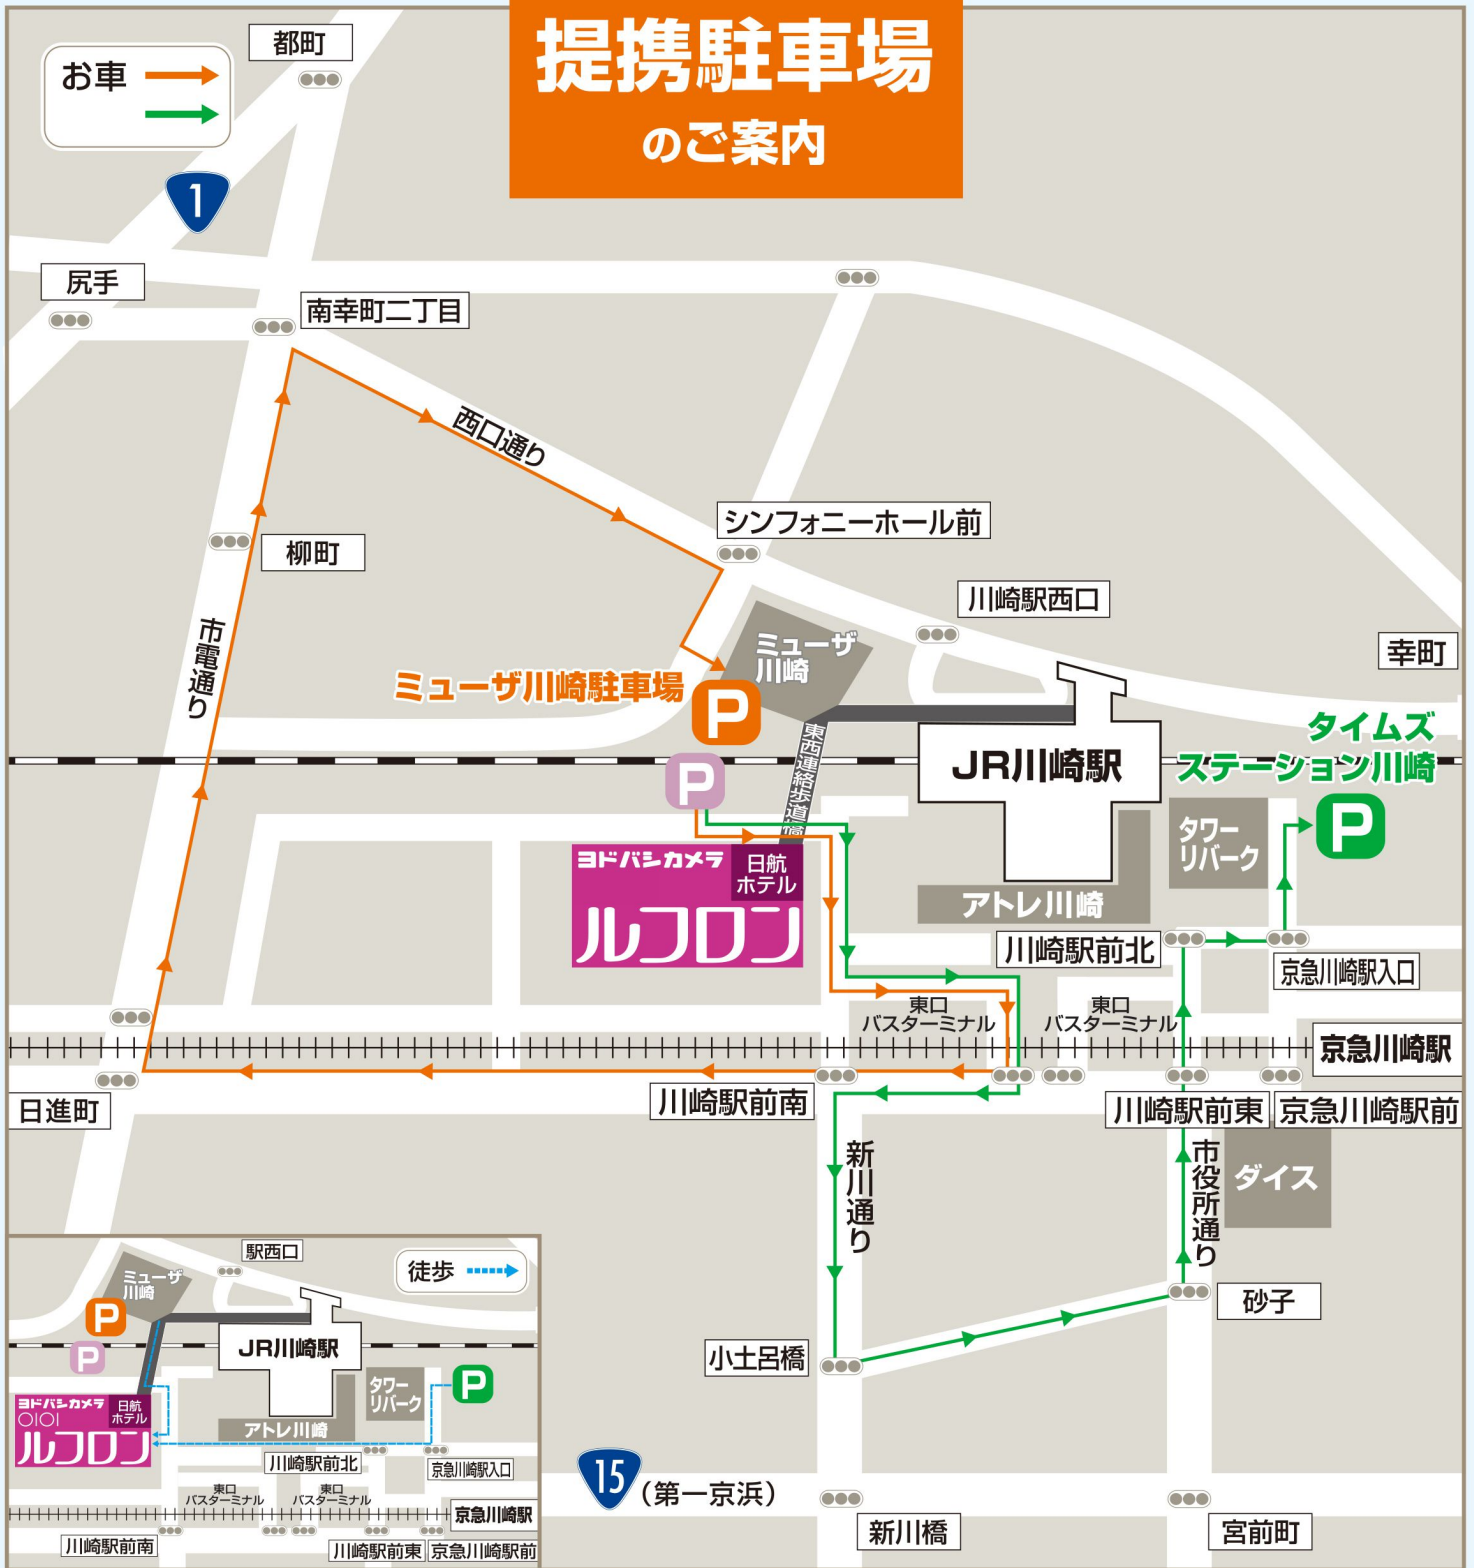 提携駐車場
のご案内
お車
都町
1
尻手
南幸町二丁目
西口通り
シンフォニーホール前
柳町
川崎駅西口
幸町
市電通り
ミューザ
川崎
ミューザ川崎駐車場
P
P
東西連絡歩道橋
JR川崎駅
タイムズ
ステーション川崎
P
タワー
リバーク
ヨドバシカメラ
日航
ホテル
ルフロン
アトレ川崎
川崎駅前北
京急川崎駅入口
東口
バスターミナル
東口
バスターミナル
京急川崎駅
日進町
川崎駅前南
川崎駅前東
京急川崎駅前
新川通り
市役所通り
ダイス
砂子
小土呂橋
15
(第一京浜)
新川橋
宮前町
駅西口
徒歩
ミューザ
川崎
P
P
JR川崎駅
タワー
リバーク
P
ヨドバシカメラ
日航
ホテル
○|○|
ルフロン
アトレ川崎
川崎駅前北
京急川崎駅入口
東口
バスターミナル
東口
バスターミナル
京急川崎駅
川崎駅前南
川崎駅前東
京急川崎駅前